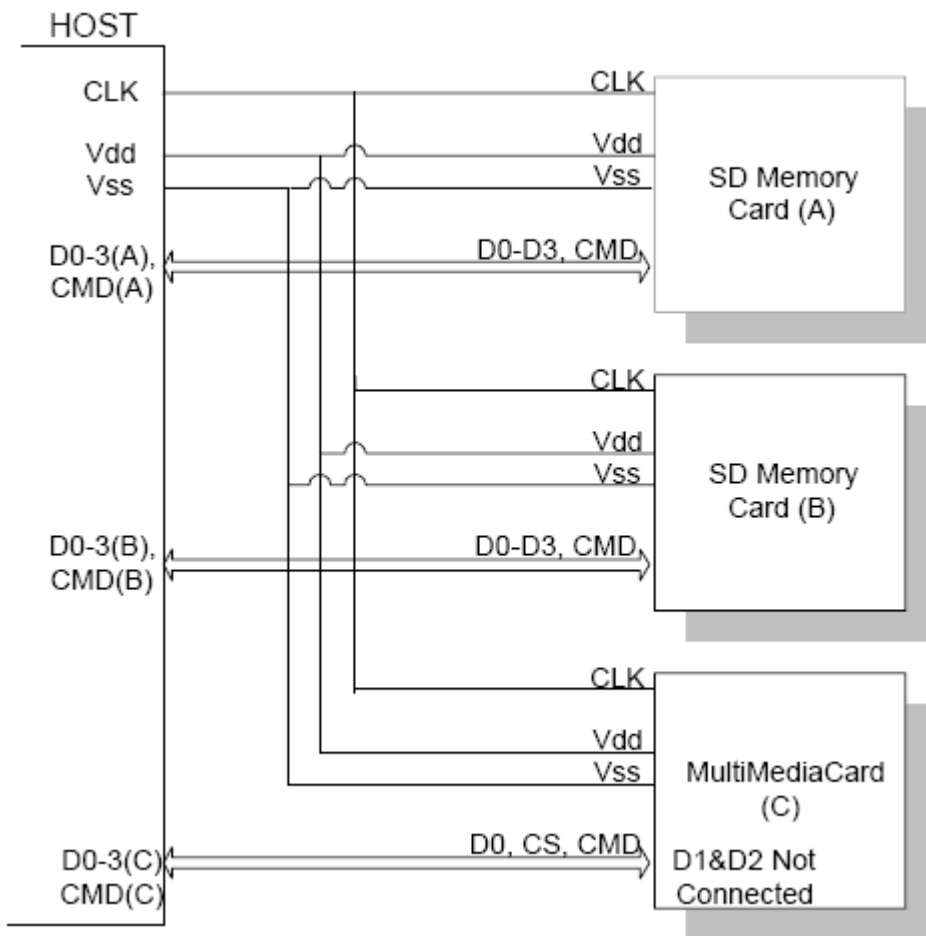 HOST
CLK
Vdd
Vss
D0-3(A),
CMD(A)
CLK
Vdd
Vss
D0-D3, CMD
SD Memory
Card (A)
D0-3(B),
CMD(B)
CLK
Vdd
Vss
D0-D3, CMD
SD Memory
Card (B)
D0-3(C)
CMD(C)
CLK
Vdd
Vss
D0, CS, CMD
MultiMediaCard
(C)
D1&D2 Not
Connected